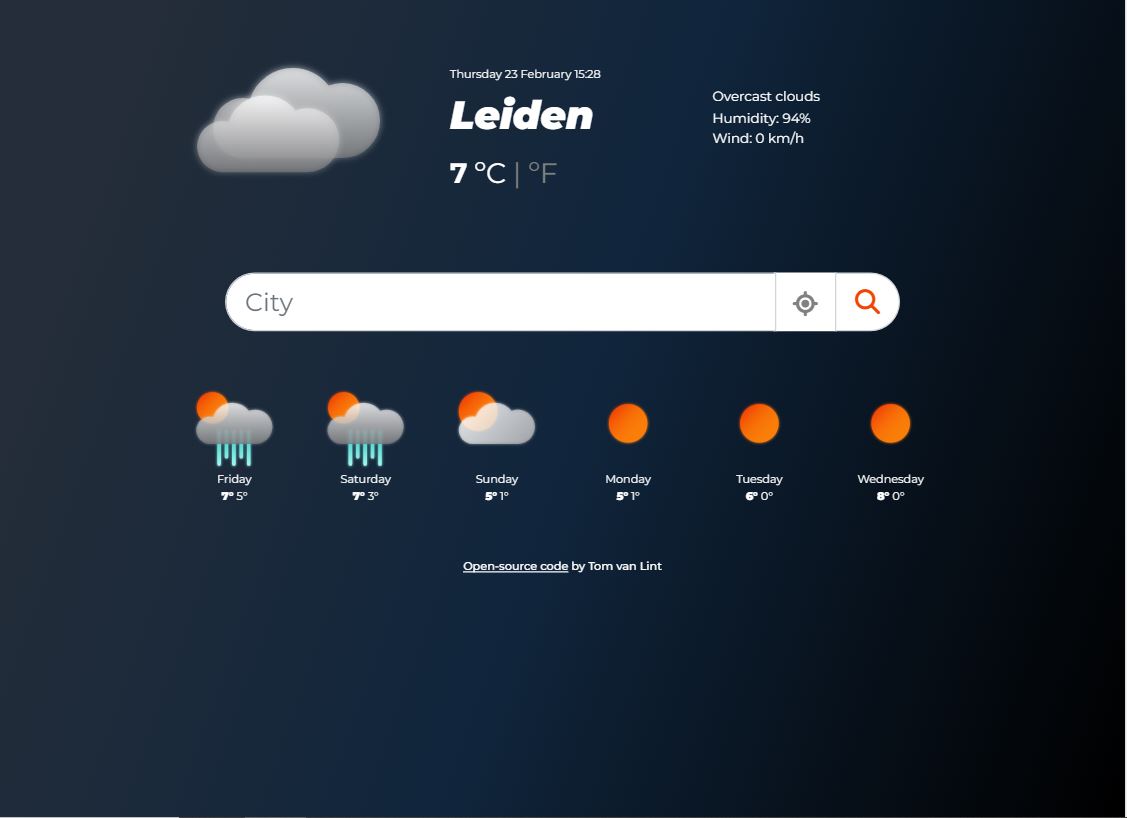 Thursday 23 February 15:28
Leiden
7 °C | °F
Overcast clouds
Humidity: 94%
Wind: 0 km/h
City
Friday
7° 5°
Saturday
7° 3°
Sunday
5° 1°
Monday
5° 1°
Tuesday
6° 0°
Wednesday
8° 0°
Open-source code by Tom van Lint